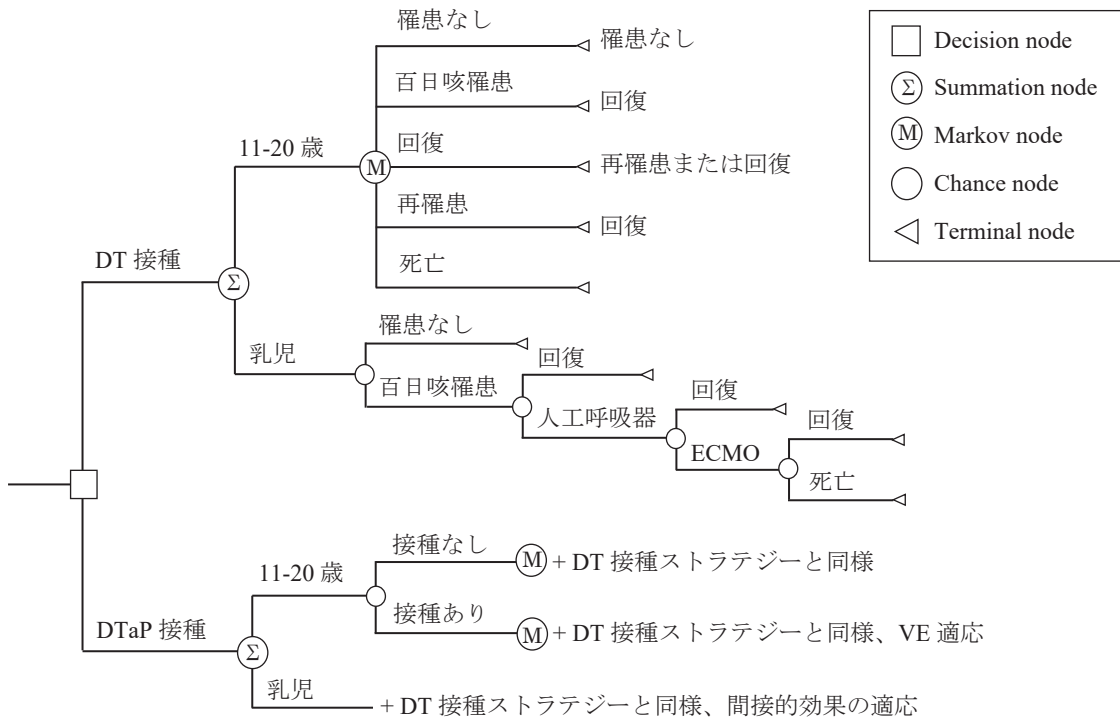 罹患なし
罹患なし
百日咳罹患
回復
11-20 歳
回復
M
再罹患または回復
再罹患
回復
DT 接種
死亡
Σ
罹患なし
乳児
回復
百日咳罹患
回復
人工呼吸器
回復
ECMO
死亡
接種なし
M + DT 接種ストラテジーと同様
11-20 歳
接種あり
DTaP 接種
M + DT 接種ストラテジーと同様、VE 適応
Σ
乳児
+ DT 接種ストラテジーと同様、間接的効果の適応
Decision node
Σ Summation node
M Markov node
Chance node
Terminal node